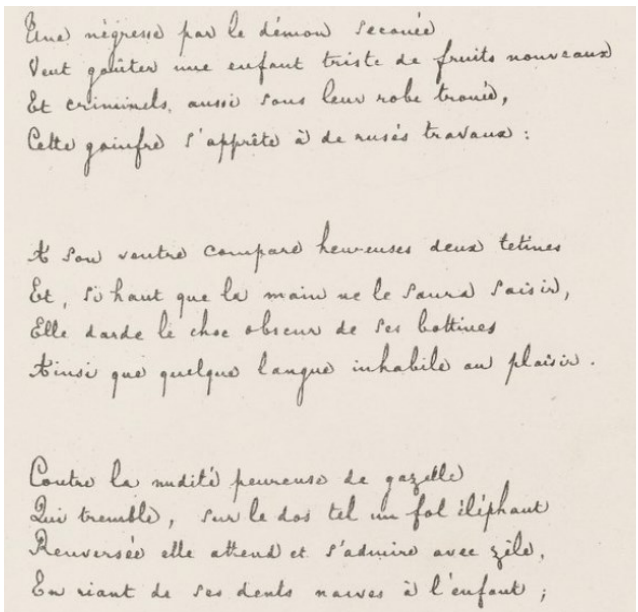 Une négresse par le démon secouée
Veut goûter une enfant triste de fruits nouveaux
Et criminels aussi sous leur robe trouée,
Cette goinfre s'apprête à de rusés travaux :
A son ventre compare heureuses deux tetines
Et, si haut que la main ne le saura saisir,
Elle darde le choc obscur de ses bottines
Ainsi que quelque langue inhabile au plaisir.
Contre la nudité peureuse de gazelle
Qui tremble, sur le dos tel un fol éléphant
Renversée elle attend et s'admire avec zèle,
En riant de ses dents naïves à l'enfant ;